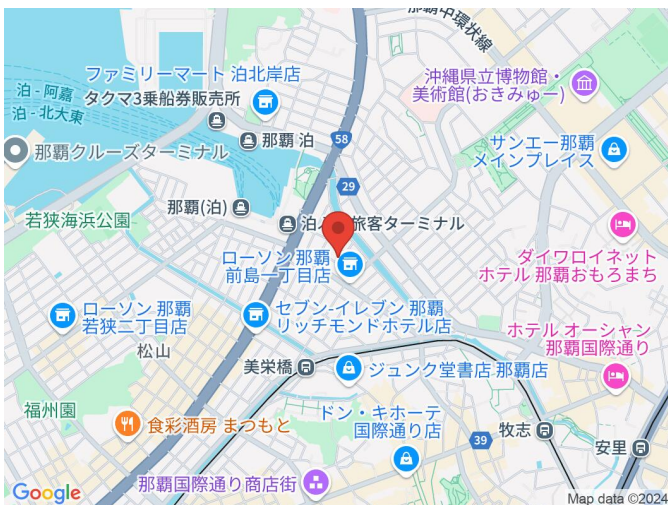 那覇中環状線
ファミリーマート 泊北岸店
沖縄県立博物館・
美術館(おきみゅー)
泊 - 阿嘉
泊 - 北大東
タクマ3乗船券販売所
那覇 泊
58
サンエー那覇
メインプレイス
那覇クルーズターミナル
29
那覇(泊)
若狭海浜公園
旅客ターミナル
ローソン 那覇
前島一丁目店
ダイワロイネット
ホテル 那覇おもろまち
ローソン 那覇
若狭二丁目店
セブン-イレブン 那覇
リッチモンドホテル店
ホテル オーシャン
那覇国際通り
松山
美栄橋
ジュンク堂書店 那覇店
福州園
食彩酒房 まつもと
ドン・キホーテ
国際通り店
39
牧志
安里
那覇国際通り商店街
Google
Map data ©2024